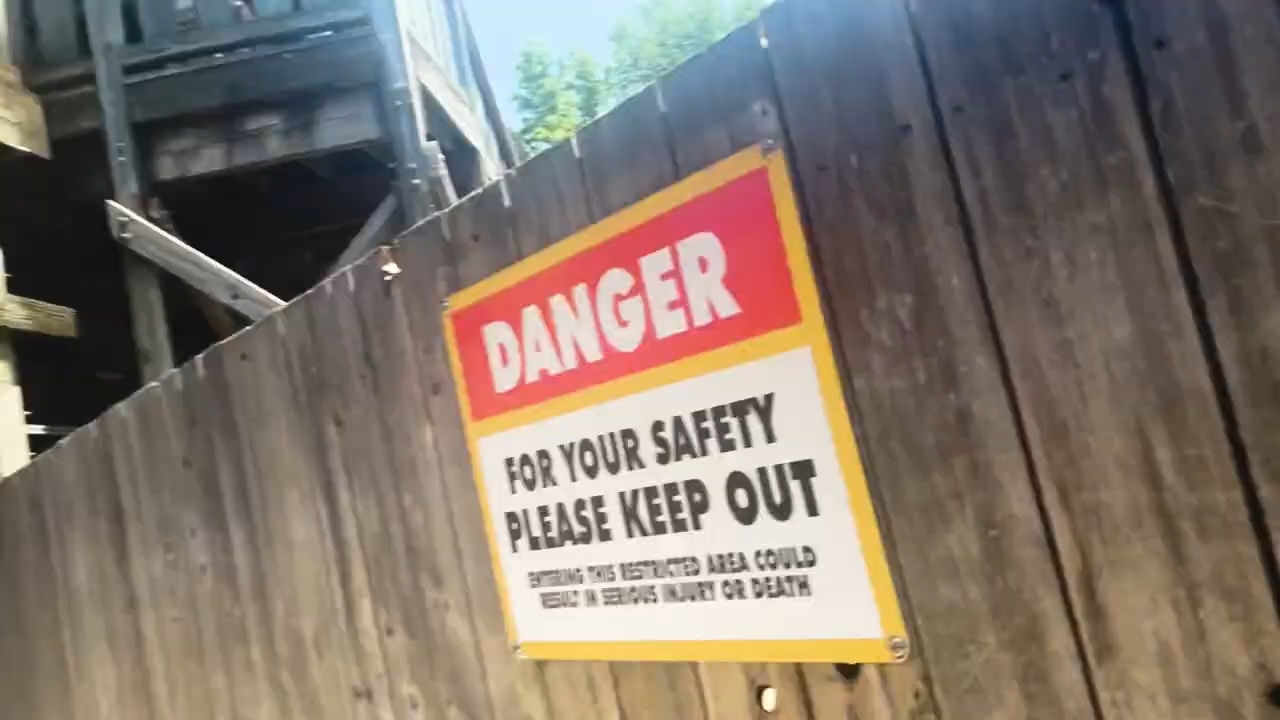 DANGER
FOR YOUR SAFETY
PLEASE KEEP OUT
ENTERING THIS RESTRICTED AREA COULD
RESULT IN SERIOUS INJURY OR DEATH